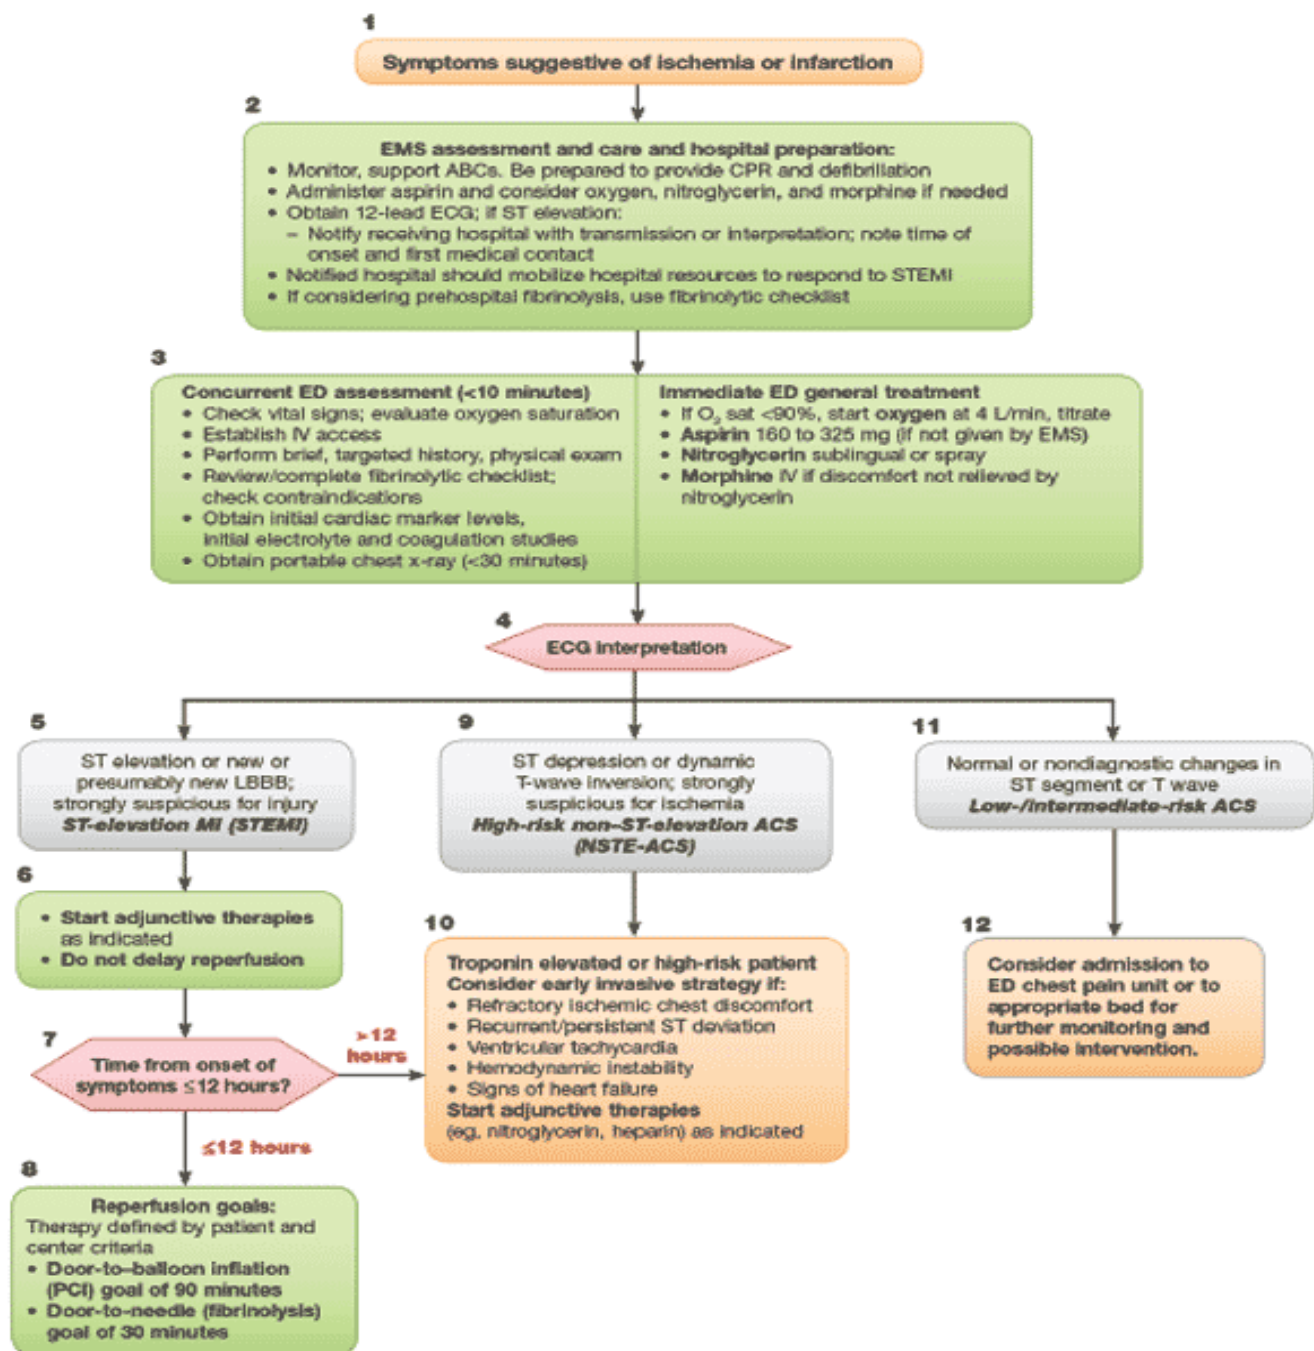 1
Symptoms suggestive of ischemia or infarction
2
EMS assessment and care and hospital preparation:
• Monitor, support ABCs. Be prepared to provide CPR and defibrillation
• Administer aspirin and consider oxygen, nitroglycerin, and morphine if needed
• Obtain 12-lead ECG; if ST elevation:
– Notify receiving hospital with transmission or interpretation; note time of
onset and first medical contact
• Notified hospital should mobilize hospital resources to respond to STEMI
• If considering prehospital fibrinolysis, use fibrinolytic checklist
3
Concurrent ED assessment (<10 minutes)
• Check vital signs; evaluate oxygen saturation
• Establish IV access
• Perform brief, targeted history, physical exam
• Review/complete fibrinolytic checklist;
check contraindications
• Obtain initial cardiac marker levels,
initial electrolyte and coagulation studies
• Obtain portable chest x-ray (<30 minutes)
Immediate ED general treatment
• If O₂ sat <90%, start oxygen at 4 L/min, titrate
• Aspirin 160 to 325 mg (if not given by EMS)
• Nitroglycerin sublingual or spray
• Morphine IV if discomfort not relieved by
nitroglycerin
4
ECG interpretation
5
ST elevation or new or
presumably new LBBB;
strongly suspicious for injury
ST-elevation MI (STEMI)
9
ST depression or dynamic
T-wave inversion; strongly
suspicious for ischemia
High-risk non–ST-elevation ACS
(NSTE-ACS)
11
Normal or nondiagnostic changes in
ST segment or T wave
Low-/intermediate-risk ACS
6
• Start adjunctive therapies
as indicated
• Do not delay reperfusion
7
Time from onset of
symptoms ≤12 hours?
>12
hours
10
Troponin elevated or high-risk patient
Consider early invasive strategy if:
• Refractory ischemic chest discomfort
• Recurrent/persistent ST deviation
• Ventricular tachycardia
• Hemodynamic instability
• Signs of heart failure
Start adjunctive therapies
(eg, nitroglycerin, heparin) as indicated
12
Consider admission to
ED chest pain unit or to
appropriate bed for
further monitoring and
possible intervention.
≤12 hours
8
Reperfusion goals:
Therapy defined by patient and
center criteria
• Door-to–balloon inflation
(PCI) goal of 90 minutes
• Door-to-needle (fibrinolysis)
goal of 30 minutes